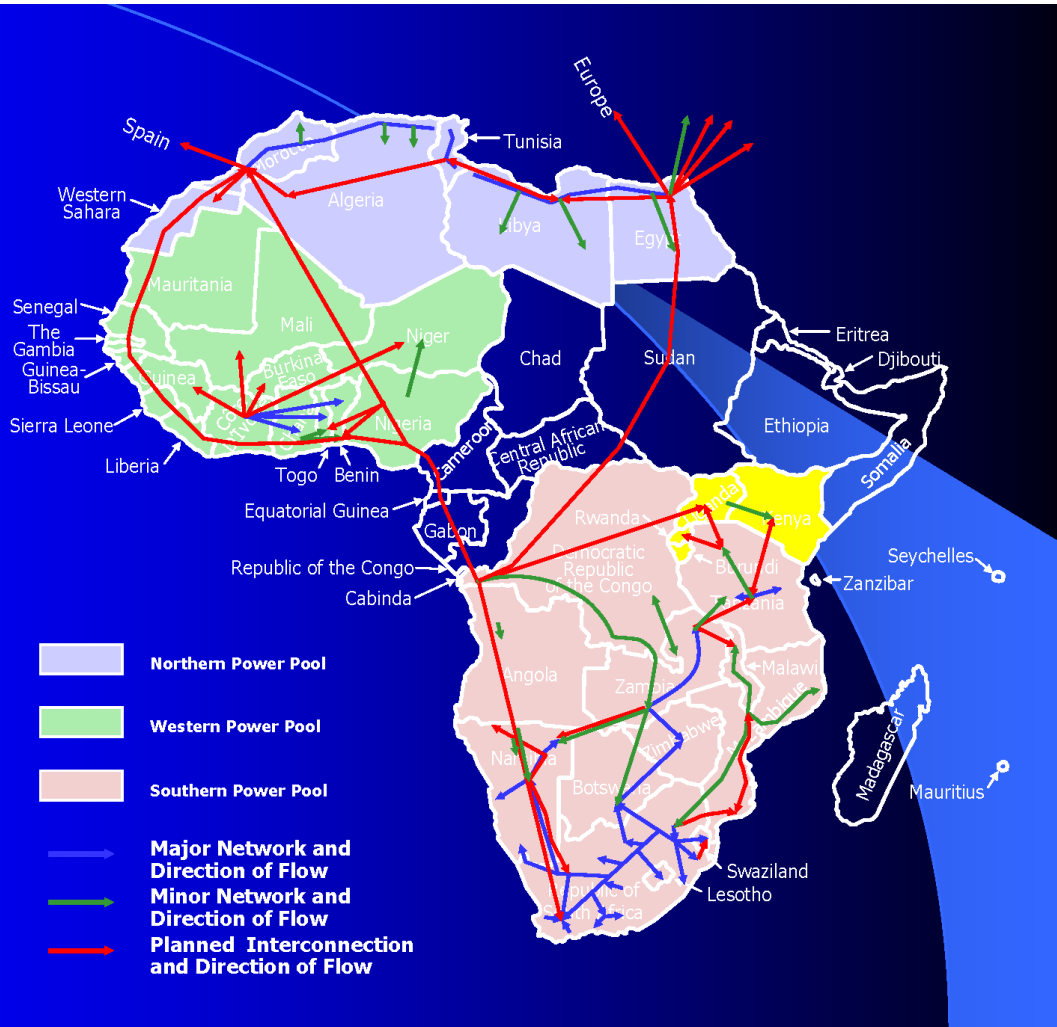 Europe
Spain
Morocco
Tunisia
Western
Sahara
Algeria
Libya
Egypt
Mauritania
Senegal
The
Gambia
Guinea-
Bissau
Mali
Niger
Chad
Sudan
Eritrea
Djibouti
Guinea
Burkina
Faso
Sierra Leone
Nigeria
Ethiopia
Somalia
Liberia
Togo
Benin
Cameroon
Central African
Republic
Equatorial Guinea
Gabon
Rwanda
Uganda
Kenya
Democratic
Republic
of the Congo
Burundi
Seychelles
Republic of the Congo
Cabinda
Zanzibar
Tanzania
Northern Power Pool
Angola
Zambia
Malawi
Mozambique
Western Power Pool
Zimbabwe
Namibia
Botswana
Madagascar
Mauritius
Southern Power Pool
Major Network and
Direction of Flow
Swaziland
Lesotho
Republic of
South Africa
Minor Network and
Direction of Flow
Planned Interconnection
and Direction of Flow